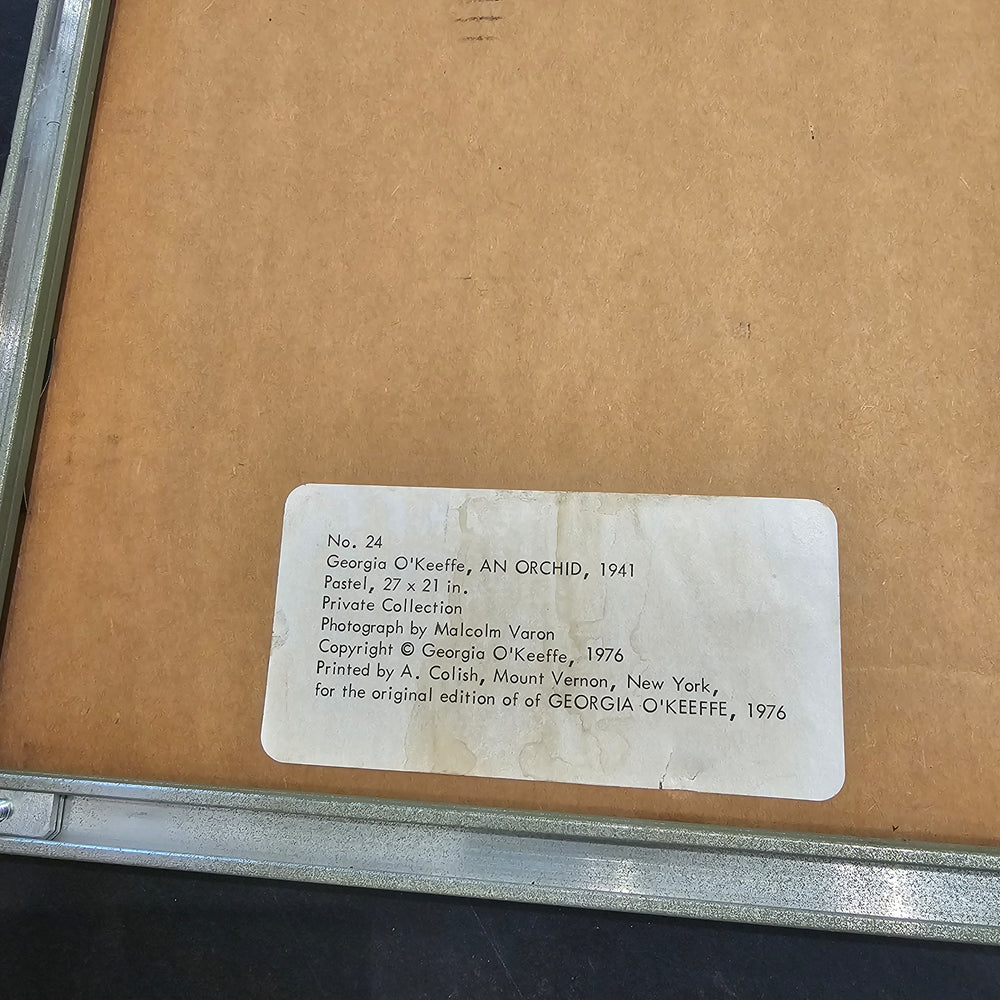 No. 24
Georgia O'Keeffe, AN ORCHID, 1941
Pastel, 27 x 21 in.
Private Collection
Photograph by Malcolm Varon
Copyright © Georgia O'Keeffe, 1976
Printed by A. Colish, Mount Vernon, New York,
for the original edition of of GEORGIA O'KEEFFE, 1976